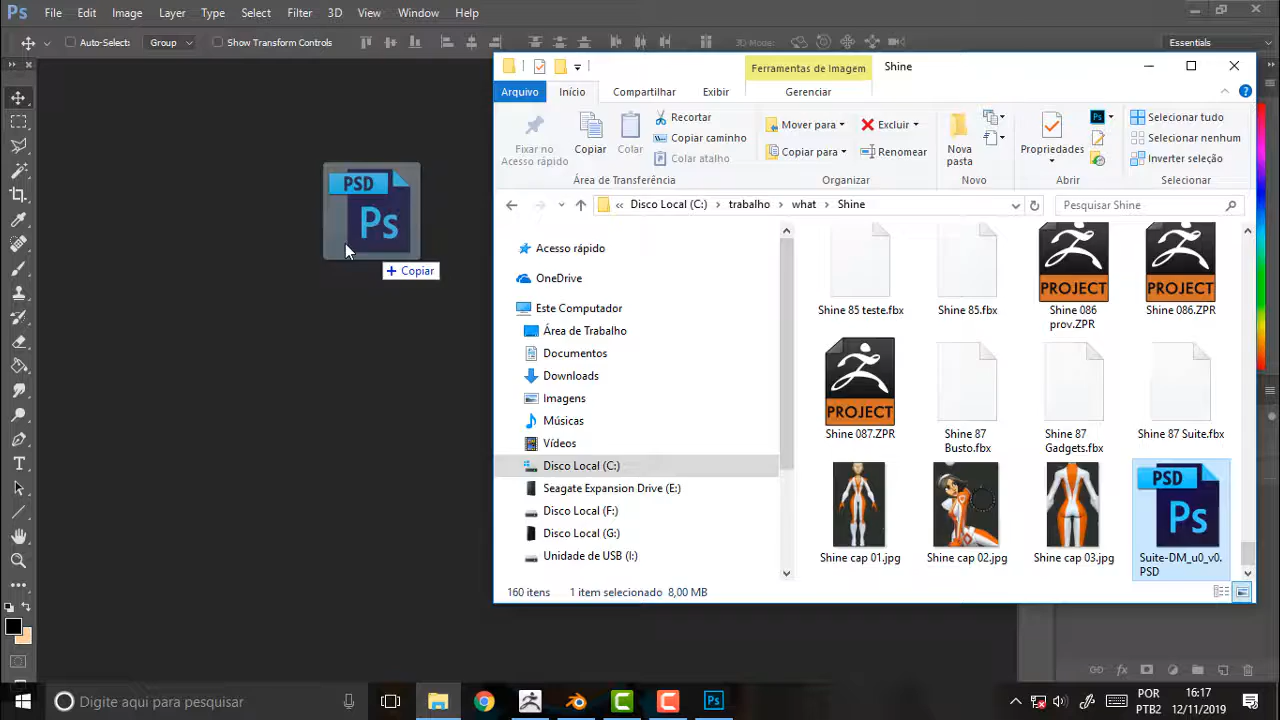 Ps File Edit Image Layer Type Select Filter 3D View Window Help
Auto-Select: Group Show Transform Controls 3D Mode: Essentials
Ferramentas de Imagem Shine
Arquivo Início Compartilhar Exibir Gerenciar
Fixar no
Acesso rápido
Copiar
Colar
Recortar
Copiar caminho
Colar atalho
Área de Transferência
Mover para
Copiar para
Excluir
Renomear
Organizar
Nova
pasta
Novo
Propriedades
Ps
Abrir
Selecionar tudo
Selecionar nenhum
Inverter seleção
Selecionar
« Disco Local (C:) › trabalho › what › Shine
Pesquisar Shine
PSD
Ps
+ Copiar
Acesso rápido
OneDrive
Este Computador
Área de Trabalho
Documentos
Downloads
Imagens
Músicas
Vídeos
Disco Local (C:)
Seagate Expansion Drive (E:)
Disco Local (F:)
Disco Local (G:)
Unidade de USB (I:)
PROJECT
PROJECT
Shine 85 teste.fbx
Shine 85.fbx
Shine 086
prov.ZPR
Shine 086.ZPR
PROJECT
Shine 087.ZPR
Shine 87
Busto.fbx
Shine 87
Gadgets.fbx
Shine 87 Suite.fbx
PSD
Ps
Shine cap 01.jpg
Shine cap 02.jpg
Shine cap 03.jpg
Suite-DM_u0_v0.
PSD
160 itens 1 item selecionado 8,00 MB
fx
Digite aqui para pesquisar
Ps
POR
PTB2
16:17
12/11/2019